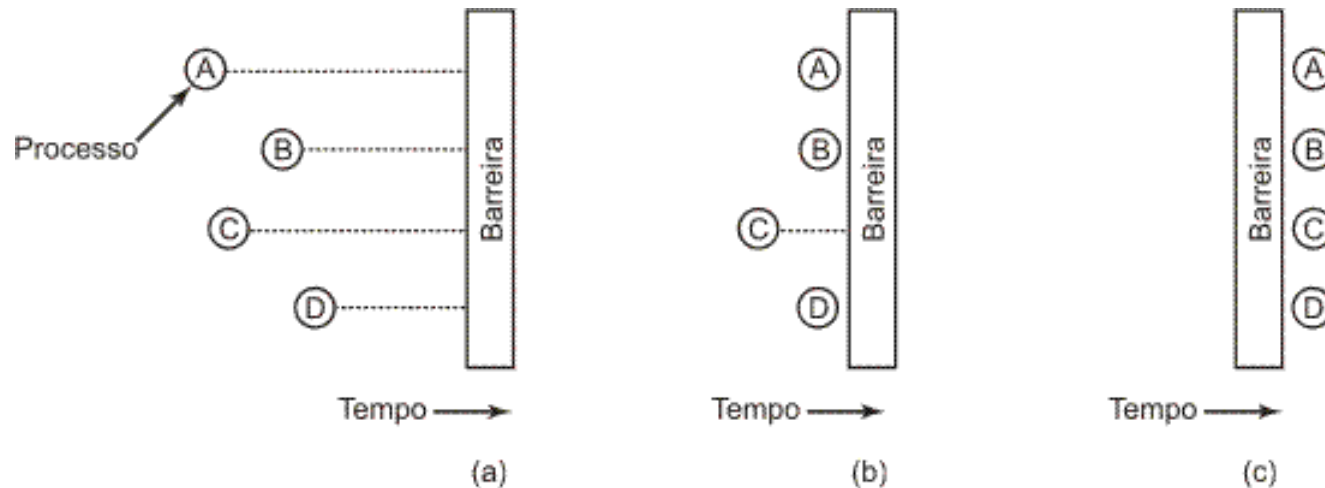 A
Processo
B
C
D
Barreira
Tempo
(a)
A
B
C
D
Barreira
Tempo
(b)
Barreira
A
B
C
D
Tempo
(c)